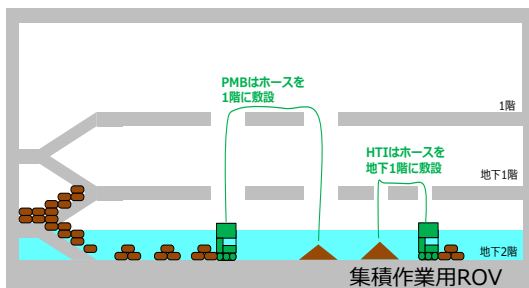 PMBはホースを
1階に敷設
1階
HTIはホースを
地下1階に敷設
地下1階
地下2階
集積作業用ROV